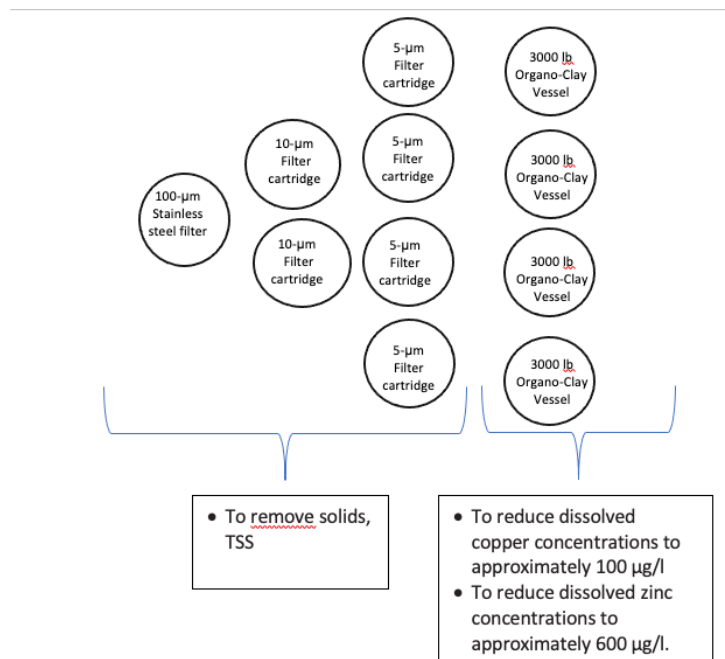 5-µm
Filter
cartridge
3000 lb
Organo-Clay
Vessel
10-µm
Filter
cartridge
5-µm
Filter
cartridge
3000 lb
Organo-Clay
Vessel
100-µm
Stainless
steel filter
10-µm
Filter
cartridge
5-µm
Filter
cartridge
3000 lb
Organo-Clay
Vessel
5-µm
Filter
cartridge
3000 lb
Organo-Clay
Vessel
• To remove solids,
TSS
• To reduce dissolved
copper concentrations to
approximately 100 µg/l
• To reduce dissolved zinc
concentrations to
approximately 600 µg/l.